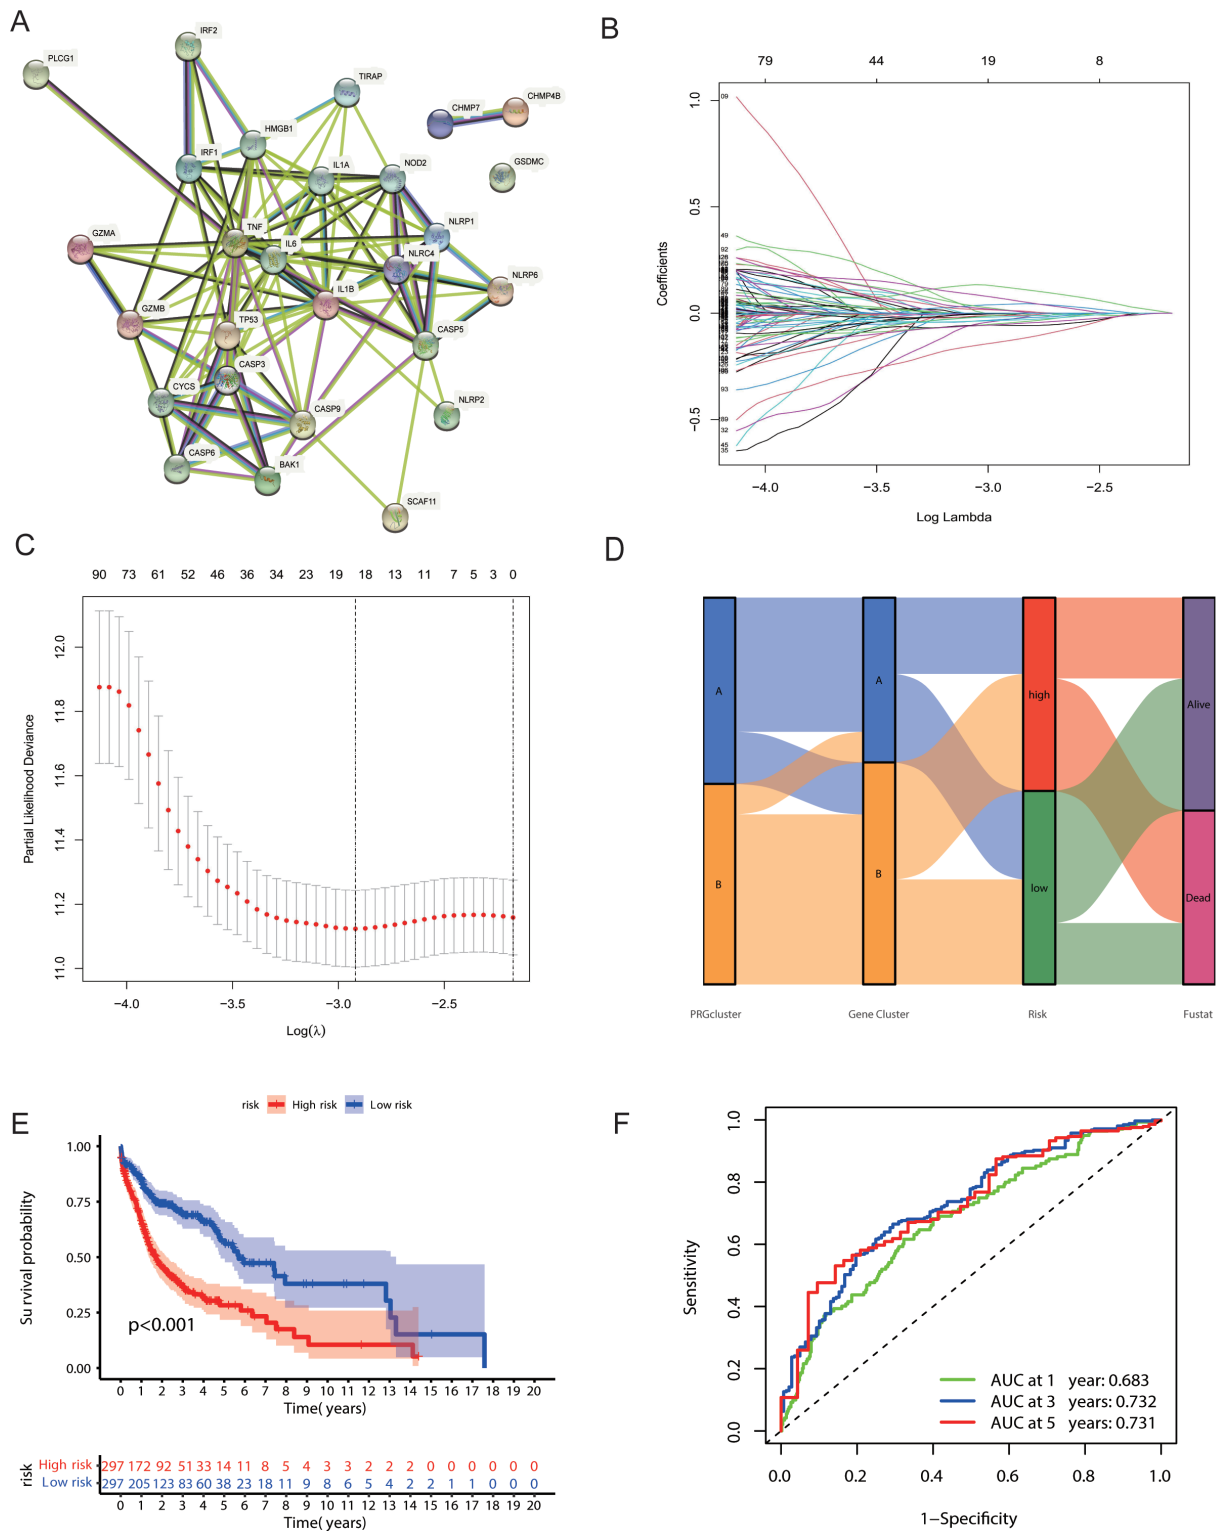 A
IRF2
PLCG1
TIRAP
CHMP7
CHMP4B
HMGB1
GSDMC
IRF1
IL1A
NOD2
GZMA
TNF
IL6
NLRP1
NLRC4
NLRP6
IL1B
GZMB
TP53
CASP5
CASP3
CYCS
CASP9
NLRP2
CASP6
BAK1
SCAF11
B
79 44 19 8
1.0
0.5
0.0
−0.5
Coefficients
49
92
93
89
32
45
35
−4.0 −3.5 −3.0 −2.5
Log Lambda
C
90 73 61 52 46 36 34 23 19 18 13 11 7 5 3 0
12.0
11.8
11.6
11.4
11.2
11.0
Partial Likelihood Deviance
−4.0 −3.5 −3.0 −2.5
Log(λ)
D
A
B
A
B
high
low
Alive
Dead
PRGcluster Gene Cluster Risk Fustat
E
risk High risk Low risk
1.00
0.75
0.50
0.25
0.00
Survival probability
p<0.001
0 1 2 3 4 5 6 7 8 9 10 11 12 13 14 15 16 17 18 19 20
Time( years)
risk
High risk 297 172 92 51 33 14 11 8 5 4 3 3 2 2 2 0 0 0 0 0 0
Low risk 297 205 123 83 60 38 23 18 11 9 8 6 5 4 2 2 1 1 0 0 0
0 1 2 3 4 5 6 7 8 9 10 11 12 13 14 15 16 17 18 19 20
Time( years)
F
1.0
0.8
0.6
0.4
0.2
0.0
Sensitivity
AUC at 1 year: 0.683
AUC at 3 years: 0.732
AUC at 5 years: 0.731
0.0 0.2 0.4 0.6 0.8 1.0
1−Specificity